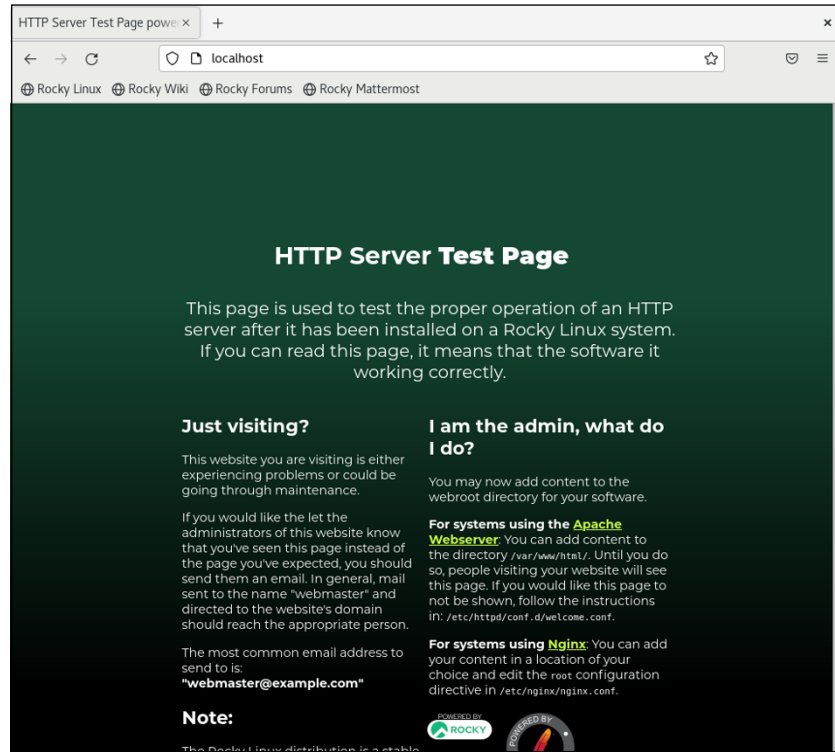 HTTP Server Test Page powe
localhost
Rocky Linux Rocky Wiki Rocky Forums Rocky Mattermost
HTTP Server Test Page
This page is used to test the proper operation of an HTTP
server after it has been installed on a Rocky Linux system.
If you can read this page, it means that the software it
working correctly.
Just visiting?
This website you are visiting is either
experiencing problems or could be
going through maintenance.
If you would like the let the
administrators of this website know
that you've seen this page instead of
the page you've expected, you should
send them an email. In general, mail
sent to the name "webmaster" and
directed to the website's domain
should reach the appropriate person.
The most common email address to
send to is:
"webmaster@example.com"
Note:
The Rocky Linux distribution is a stable
I am the admin, what do
I do?
You may now add content to the
webroot directory for your software.
For systems using the Apache
Webserver: You can add content to
the directory /var/www/html/. Until you do
so, people visiting your website will see
this page. If you would like this page to
not be shown, follow the instructions
in: /etc/httpd/conf.d/welcome.conf.
For systems using Nginx: You can add
your content in a location of your
choice and edit the root configuration
directive in /etc/nginx/nginx.conf.
POWERED BY
ROCKY
POWERED BY